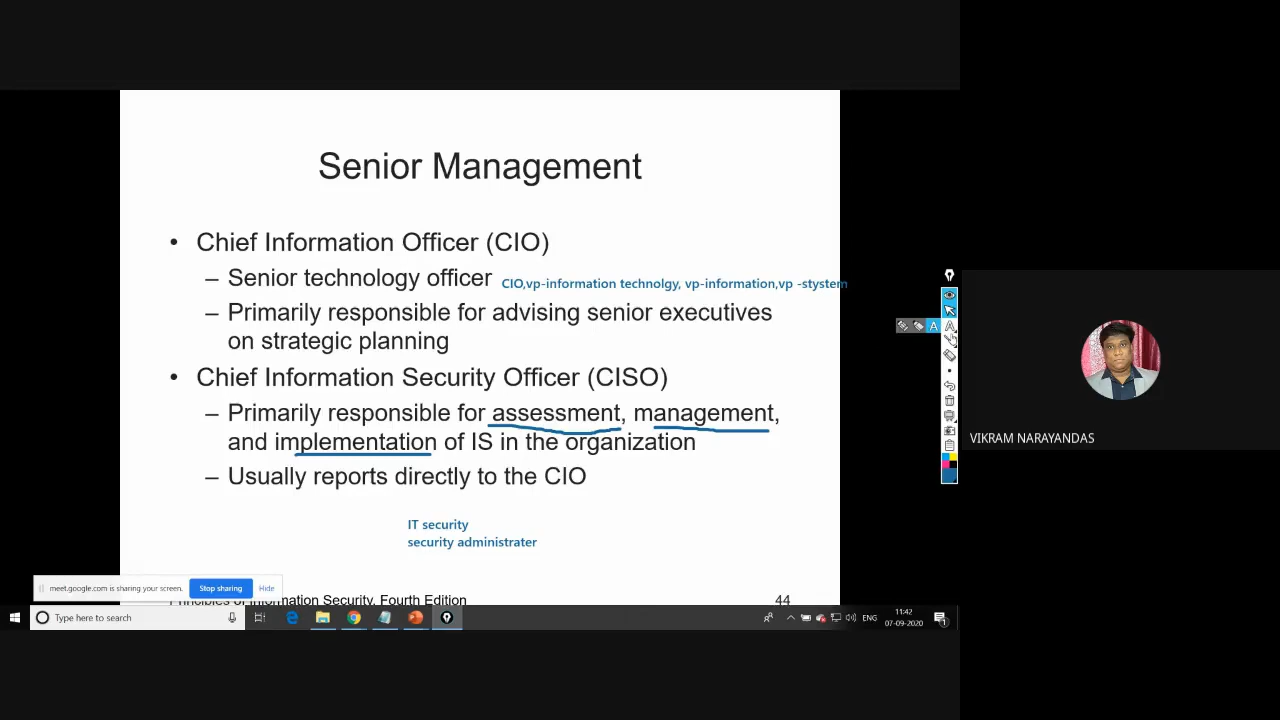 Senior Management
• Chief Information Officer (CIO)
– Senior technology officer CIO,vp-information technolgy, vp-information,vp -stystem
– Primarily responsible for advising senior executives
on strategic planning
• Chief Information Security Officer (CISO)
– Primarily responsible for assessment, management,
and implementation of IS in the organization
– Usually reports directly to the CIO
IT security
security administrater
meet.google.com is sharing your screen. Stop sharing Hide
Principles of Information Security, Fourth Edition 44
Type here to search
ENG
11:42
07-09-2020
VIKRAM NARAYANDAS